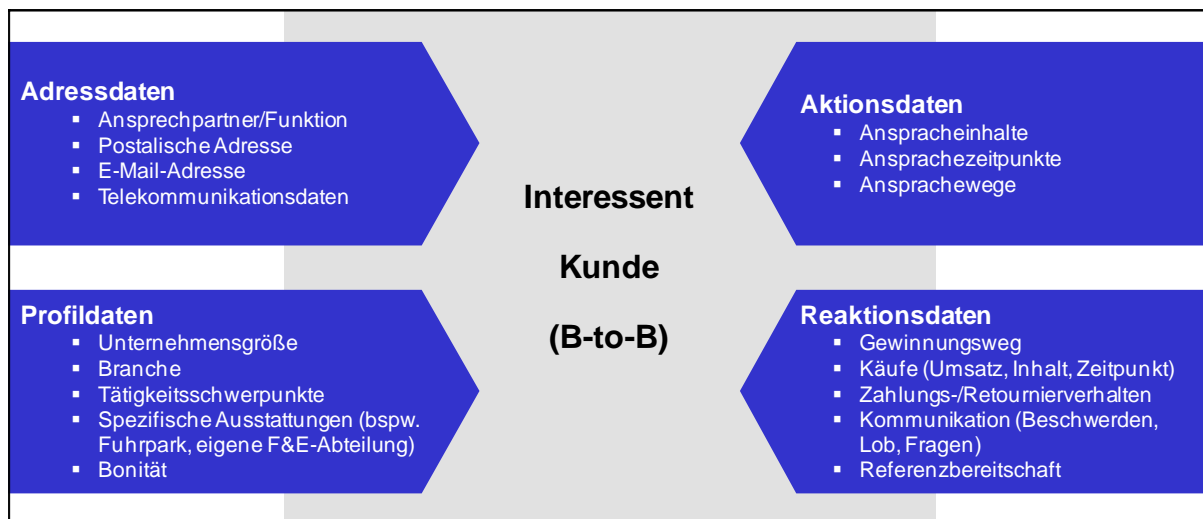 Adressdaten
▪ Ansprechpartner/Funktion
▪ Postalische Adresse
▪ E-Mail-Adresse
▪ Telekommunikationsdaten
Aktionsdaten
▪ Anspracheinhalte
▪ Ansprachezeitpunkte
▪ Ansprachewege
Interessent
Kunde
(B-to-B)
Profildaten
▪ Unternehmensgröße
▪ Branche
▪ Tätigkeitsschwerpunkte
▪ Spezifische Ausstattungen (bspw.
Fuhrpark, eigene F&E-Abteilung)
▪ Bonität
Reaktionsdaten
▪ Gewinnungsweg
▪ Käufe (Umsatz, Inhalt, Zeitpunkt)
▪ Zahlungs-/Retournierverhalten
▪ Kommunikation (Beschwerden,
Lob, Fragen)
▪ Referenzbereitschaft